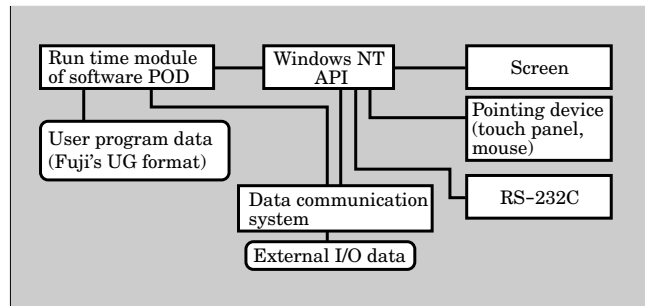 Run time module
of software POD
Windows NT
API
Screen
User program data
(Fuji's UG format)
Pointing device
(touch panel,
mouse)
Data communication
system
RS-232C
External I/O data